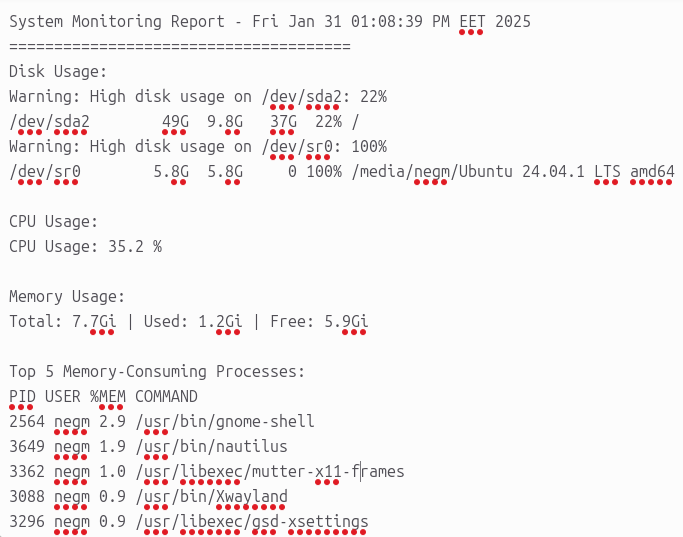 System Monitoring Report - Fri Jan 31 01:08:39 PM EET 2025
======================================
Disk Usage:
Warning: High disk usage on /dev/sda2: 22%
/dev/sda2        49G  9.8G   37G  22% /
Warning: High disk usage on /dev/sr0: 100%
/dev/sr0        5.8G  5.8G     0 100% /media/negm/Ubuntu 24.04.1 LTS amd64

CPU Usage:
CPU Usage: 35.2 %

Memory Usage:
Total: 7.7Gi | Used: 1.2Gi | Free: 5.9Gi

Top 5 Memory-Consuming Processes:
PID USER %MEM COMMAND
2564 negm 2.9 /usr/bin/gnome-shell
3649 negm 1.9 /usr/bin/nautilus
3362 negm 1.0 /usr/libexec/mutter-x11-frames
3088 negm 0.9 /usr/bin/Xwayland
3296 negm 0.9 /usr/libexec/gsd-xsettings